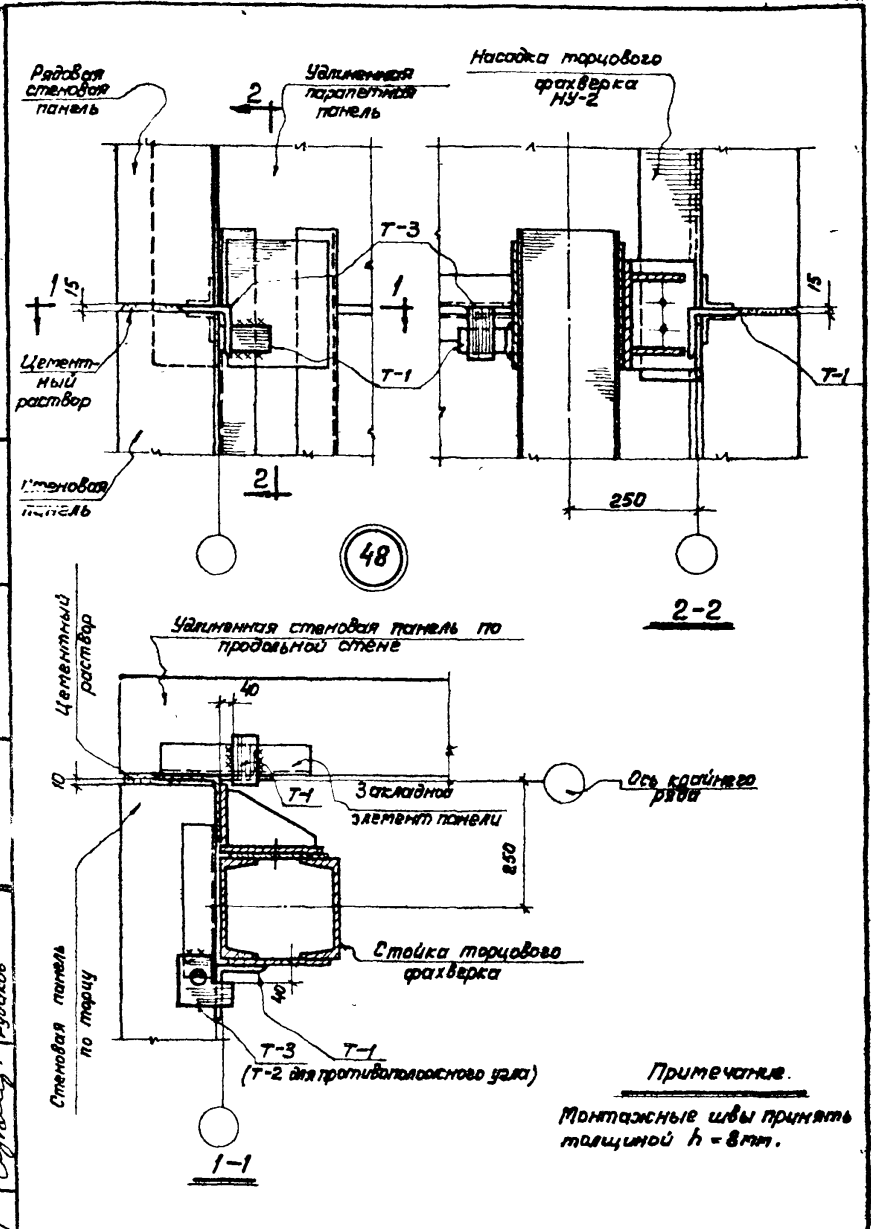 Рядовая
стеновая
панель
2
Удлиненная
парапетная
панель
Насадка торцового
фахверка
НУ-2
Т-3
1
15
1
15
Цемент-
ный
раствор
Т-1
Т-1
Стеновая
панель
2
250
48
2-2
Цементный
раствор
Удлиненная стеновая панель по
продольной стене
40
10
Т-1
Закладной
элемент панели
Ось крайнего
ряда
250
Стеновая панель
по торцу
Стойка торцового
фахверка
40
Т-3
Т-1
(Т-2 для противоположного узла)
1-1
Примечание.
Монтажные швы принять
толщиной h = 8мм.